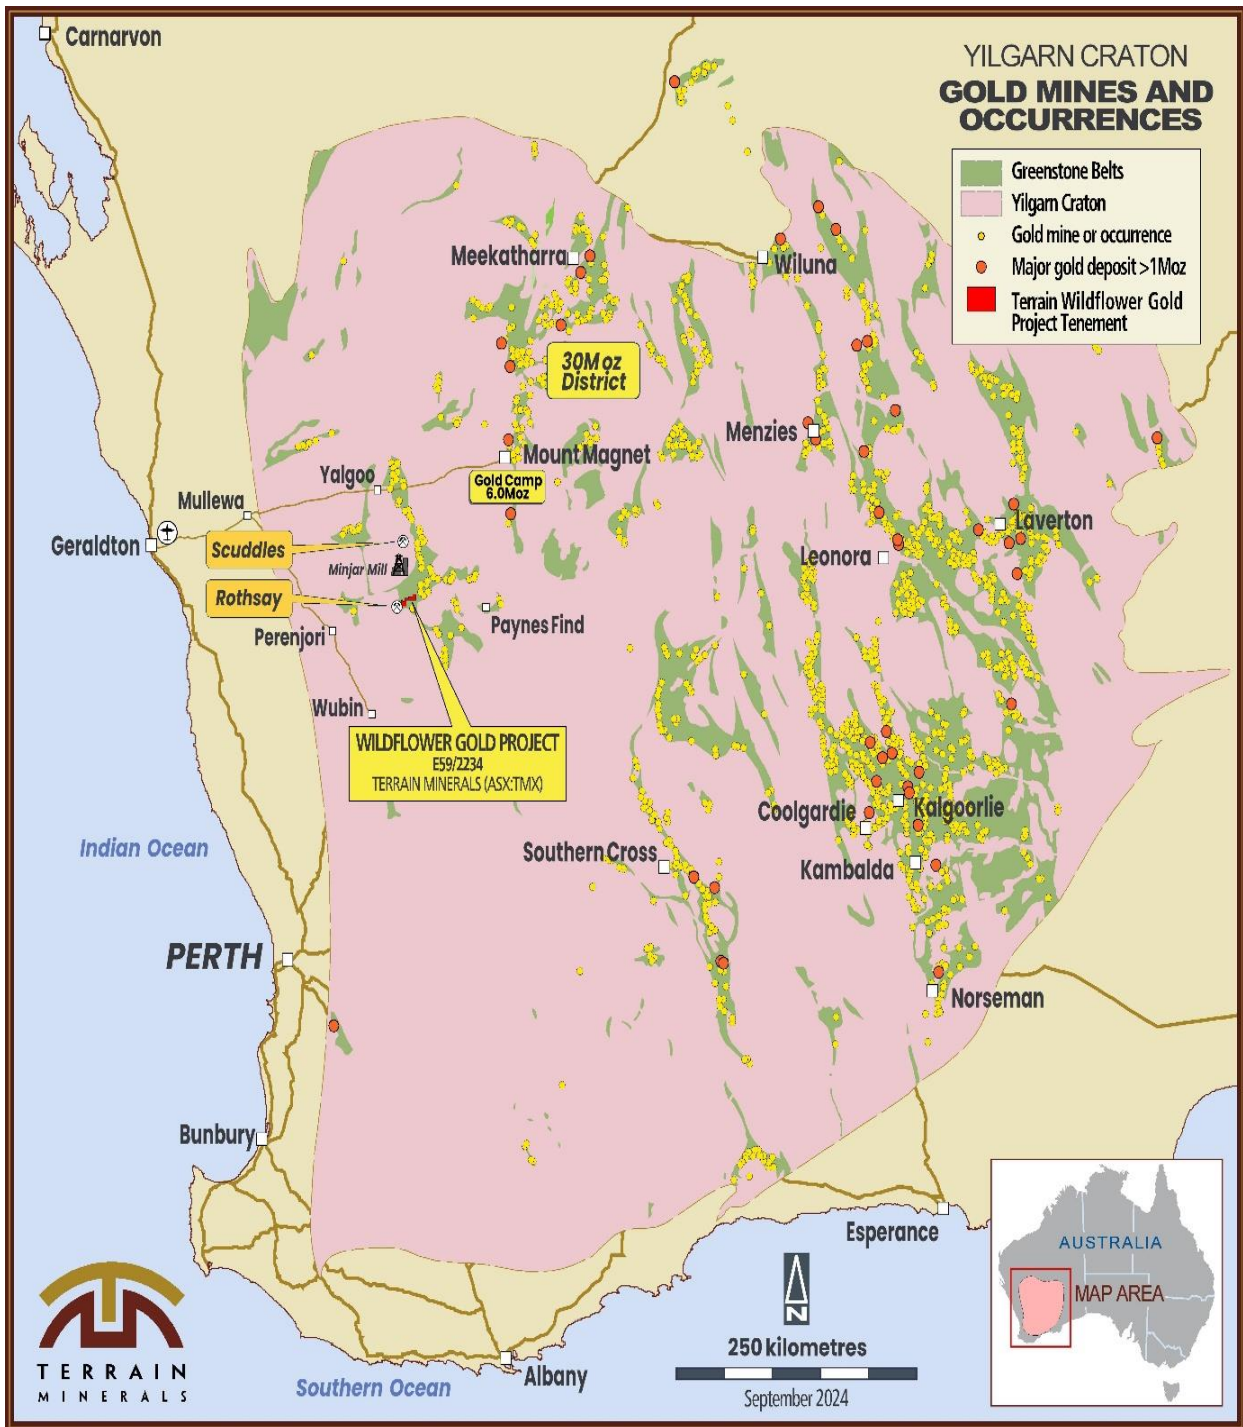 Carnarvon
YILGARN CRATON
GOLD MINES AND
OCCURRENCES
Greenstone Belts
Yilgarn Craton
Gold mine or occurrence
Major gold deposit >1Moz
Terrain Wildflower Gold
Project Tenement
Meekatharra
Wiluna
30M oz
District
Menzies
Mount Magnet
Yalgoo
Gold Camp
6.0Moz
Mullewa
Laverton
Geraldton
Scuddles
Leonora
Minjar Mill
Rothsay
Paynes Find
Perenjori
Wubin
WILDFLOWER GOLD PROJECT
E59/2234
TERRAIN MINERALS (ASX:TMX)
Coolgardie
Kalgoorlie
Indian Ocean
Southern Cross
Kambalda
PERTH
Norseman
Bunbury
Esperance
AUSTRALIA
MAP AREA
N
250 kilometres
September 2024
TERRAIN
MINERALS
Southern Ocean
Albany